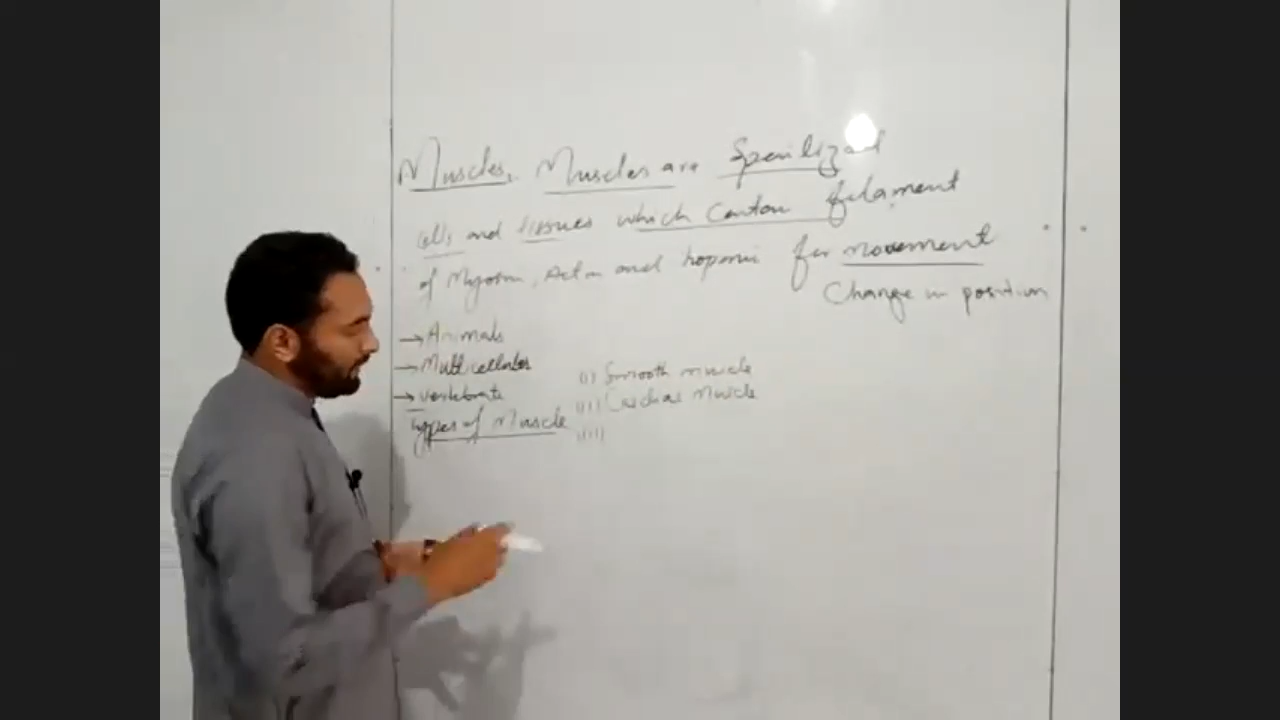 Muscles, Muscles are Specilized
cells and tissues which Contain filament
of Myosin, Actin and troponin for movement
Change in position
→ Animals
→ Multicellular
→ vertebrate
Types of Muscle
(i) Smooth muscle
(ii) Cardiac Muscle
(iii)